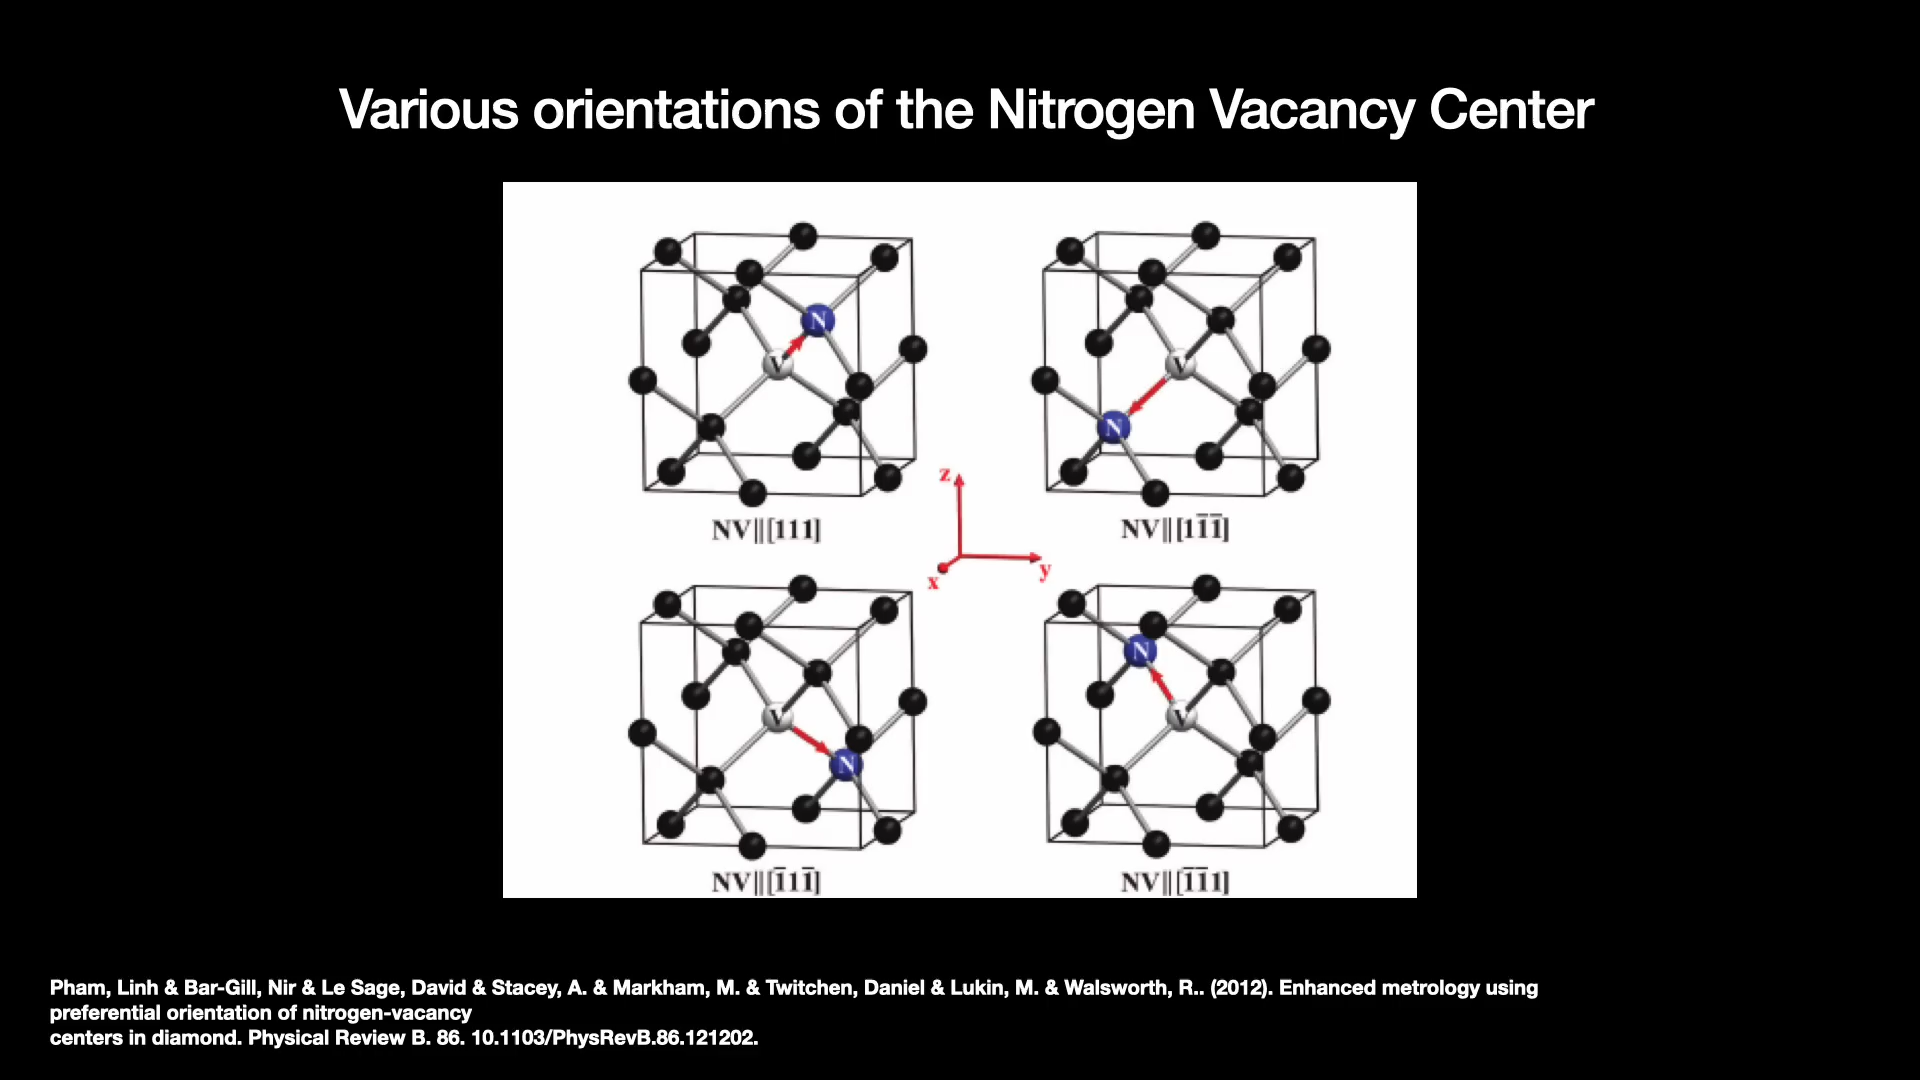 Various orientations of the Nitrogen Vacancy Center
N
V
V
N
NV||[111]
NV||[11̅1̅]
z
x
y
V
N
N
V
NV||[1̅11̅]
NV||[1̅1̅1]
Pham, Linh & Bar-Gill, Nir & Le Sage, David & Stacey, A. & Markham, M. & Twitchen, Daniel & Lukin, M. & Walsworth, R.. (2012). Enhanced metrology using
preferential orientation of nitrogen-vacancy
centers in diamond. Physical Review B. 86. 10.1103/PhysRevB.86.121202.